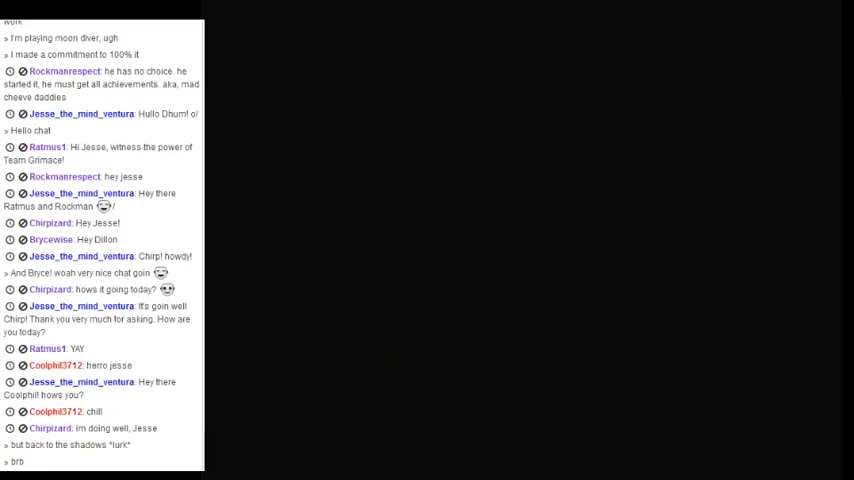 work
» I'm playing moon diver, ugh
» I made a commitment to 100% it
Rockmanrespect: he has no choice. he
started it, he must get all achievements. aka, mad
cheeve daddies
Jesse_the_mind_ventura: Hullo Dhum! o/
» Hello chat
Ratmus1: Hi Jesse, witness the power of
Team Grimace!
Rockmanrespect: hey jesse
Jesse_the_mind_ventura: Hey there
Ratmus and Rockman /
Chirpizard: Hey Jesse!
Brycewise: Hey Dillon
Jesse_the_mind_ventura: Chirp! howdy!
» And Bryce! woah very nice chat goin
Chirpizard: hows it going today?
Jesse_the_mind_ventura: It's goin well
Chirp! Thank you very much for asking. How are
you today?
Ratmus1: YAY
Coolphil3712: herro jesse
Jesse_the_mind_ventura: Hey there
Coolphil! hows you?
Coolphil3712: chill
Chirpizard: im doing well, Jesse
» but back to the shadows *lurk*
» brb